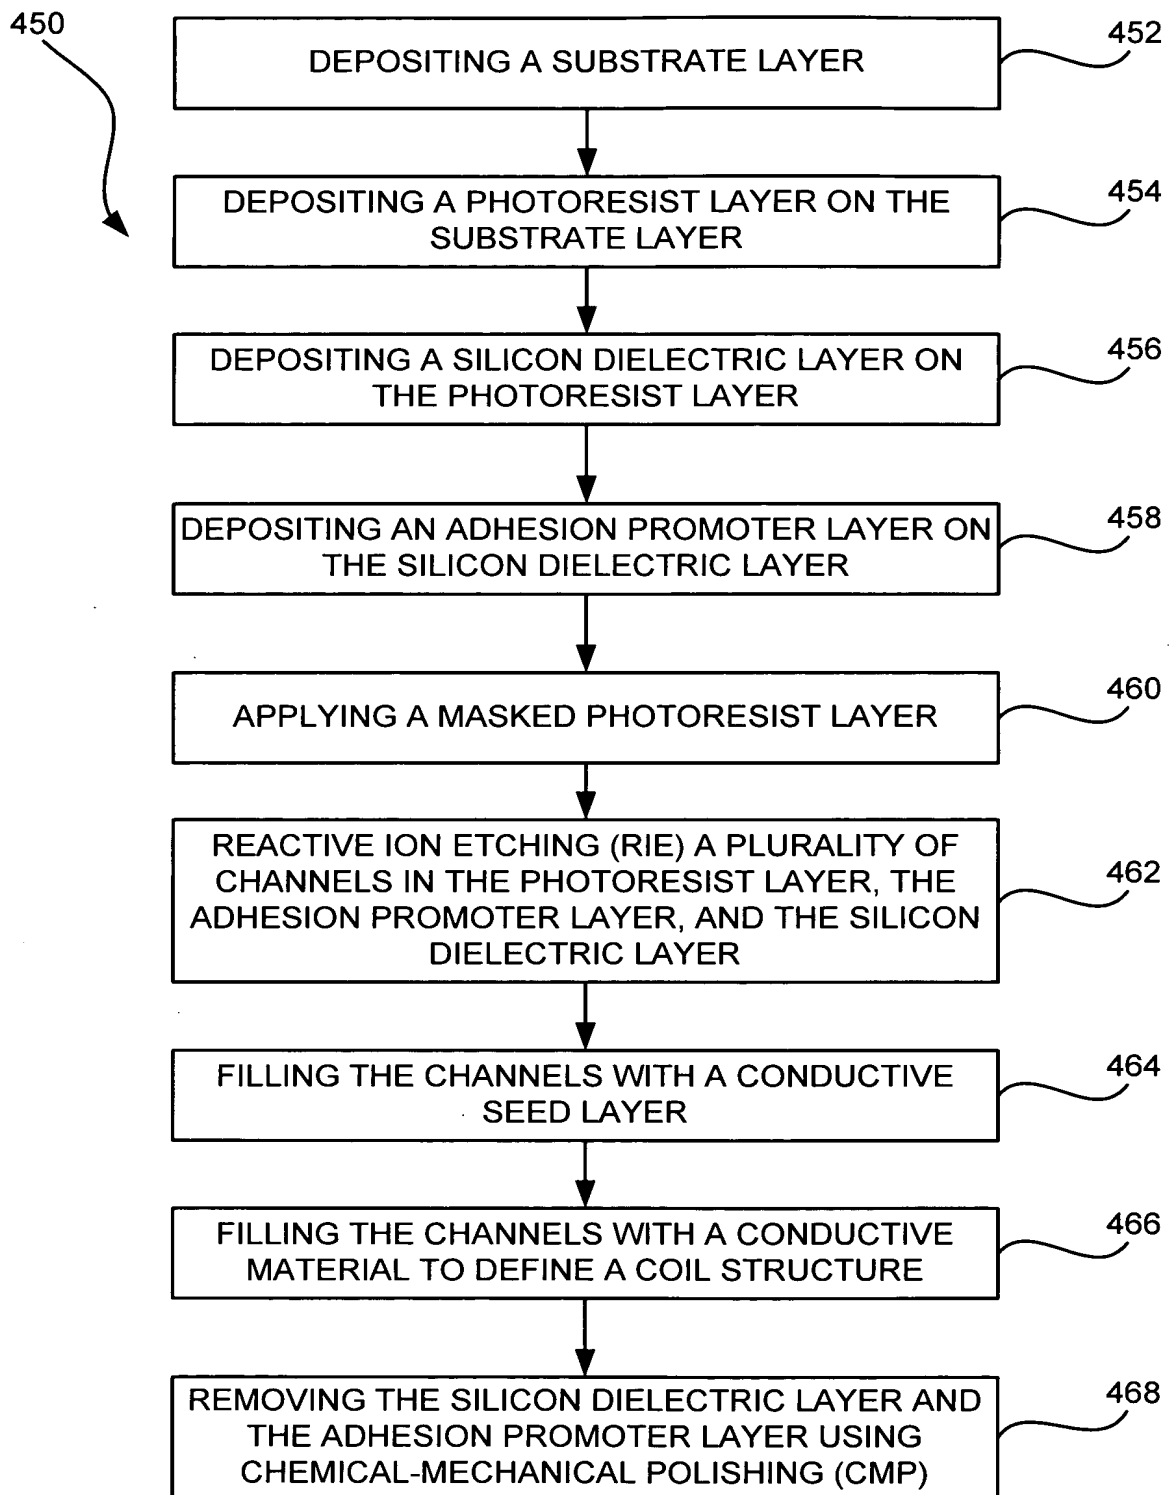 450
DEPOSITING A SUBSTRATE LAYER
452
DEPOSITING A PHOTORESIST LAYER ON THE
SUBSTRATE LAYER
454
DEPOSITING A SILICON DIELECTRIC LAYER ON
THE PHOTORESIST LAYER
456
DEPOSITING AN ADHESION PROMOTER LAYER ON
THE SILICON DIELECTRIC LAYER
458
APPLYING A MASKED PHOTORESIST LAYER
460
REACTIVE ION ETCHING (RIE) A PLURALITY OF
CHANNELS IN THE PHOTORESIST LAYER, THE
ADHESION PROMOTER LAYER, AND THE SILICON
DIELECTRIC LAYER
462
FILLING THE CHANNELS WITH A CONDUCTIVE
SEED LAYER
464
FILLING THE CHANNELS WITH A CONDUCTIVE
MATERIAL TO DEFINE A COIL STRUCTURE
466
REMOVING THE SILICON DIELECTRIC LAYER AND
THE ADHESION PROMOTER LAYER USING
CHEMICAL-MECHANICAL POLISHING (CMP)
468